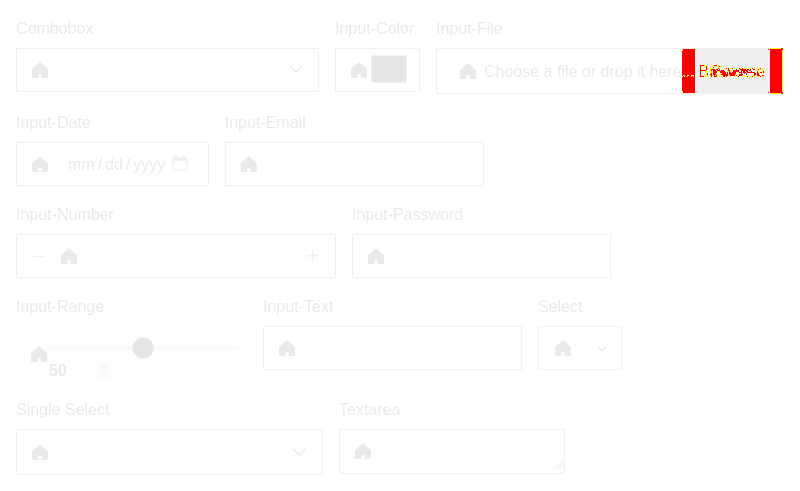 Combobox
Input-Color
Input-File
Choose a file or drop it here...
Input-Date
Input-Email
mm/dd/yyyy
Input-Number
Input-Password
Input-Range
Input-Text
Select
50
Single Select
Textarea